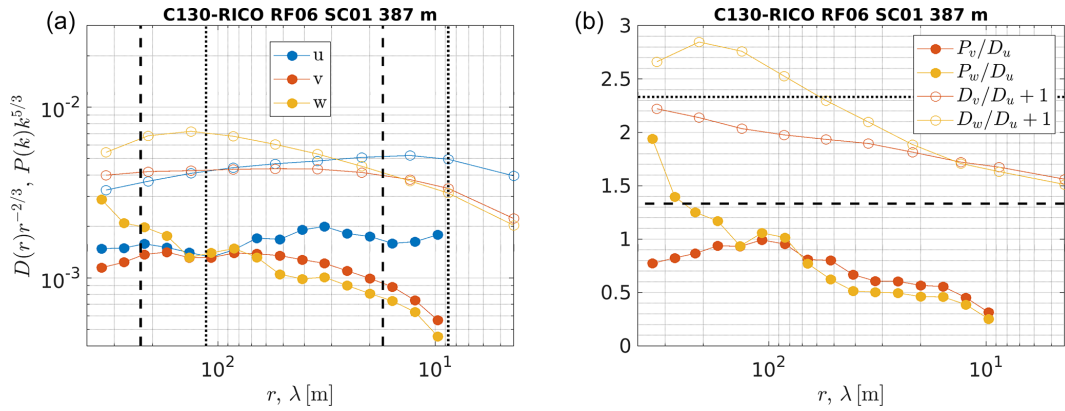 (a)
C130-RICO RF06 SC01 387 m
u
v
w
10^{-2}
10^{-3}
D(r)r^{-2/3}, P(k)k^{5/3}
10^2
10^1
r, λ [m]
(b)
C130-RICO RF06 SC01 387 m
P_v/D_u
P_w/D_u
D_v/D_u + 1
D_w/D_u + 1
3
2.5
2
1.5
1
0.5
0
10^2
10^1
r, λ [m]